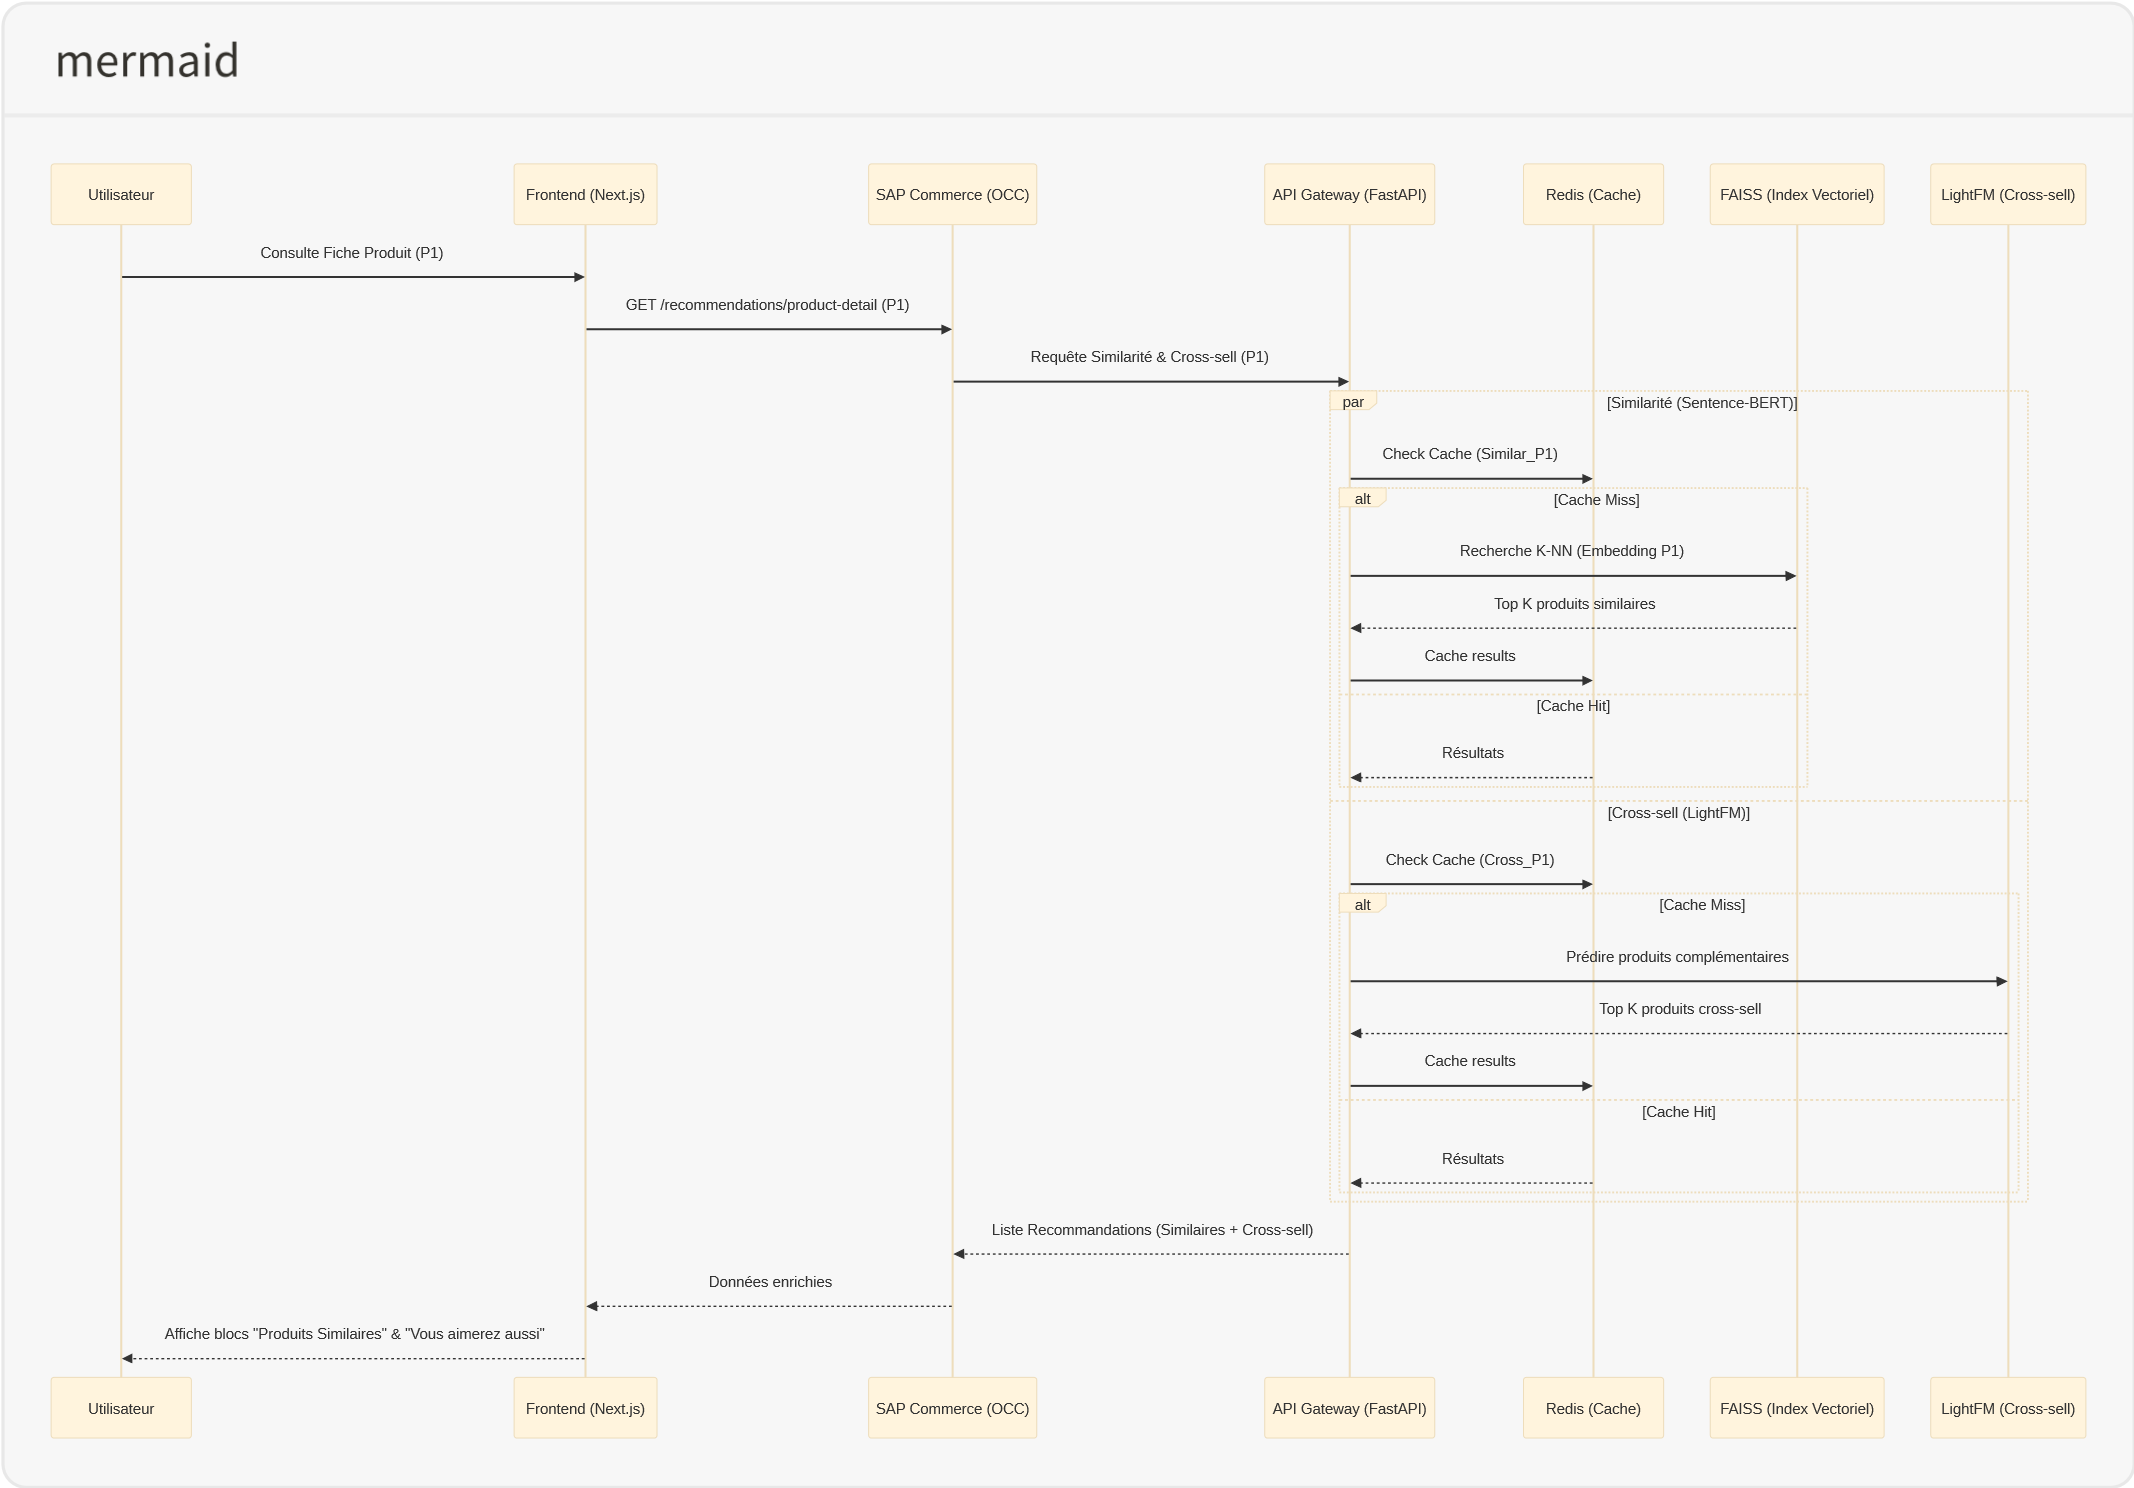 mermaid
Utilisateur
Frontend (Next.js)
SAP Commerce (OCC)
API Gateway (FastAPI)
Redis (Cache)
FAISS (Index Vectoriel)
LightFM (Cross-sell)
Consulte Fiche Produit (P1)
GET /recommendations/product-detail (P1)
Requête Similarité & Cross-sell (P1)
par
[Similarité (Sentence-BERT)]
Check Cache (Similar_P1)
alt
[Cache Miss]
Recherche K-NN (Embedding P1)
Top K produits similaires
Cache results
[Cache Hit]
Résultats
[Cross-sell (LightFM)]
Check Cache (Cross_P1)
alt
[Cache Miss]
Prédire produits complémentaires
Top K produits cross-sell
Cache results
[Cache Hit]
Résultats
Liste Recommandations (Similaires + Cross-sell)
Données enrichies
Affiche blocs "Produits Similaires" & "Vous aimerez aussi"
Utilisateur
Frontend (Next.js)
SAP Commerce (OCC)
API Gateway (FastAPI)
Redis (Cache)
FAISS (Index Vectoriel)
LightFM (Cross-sell)